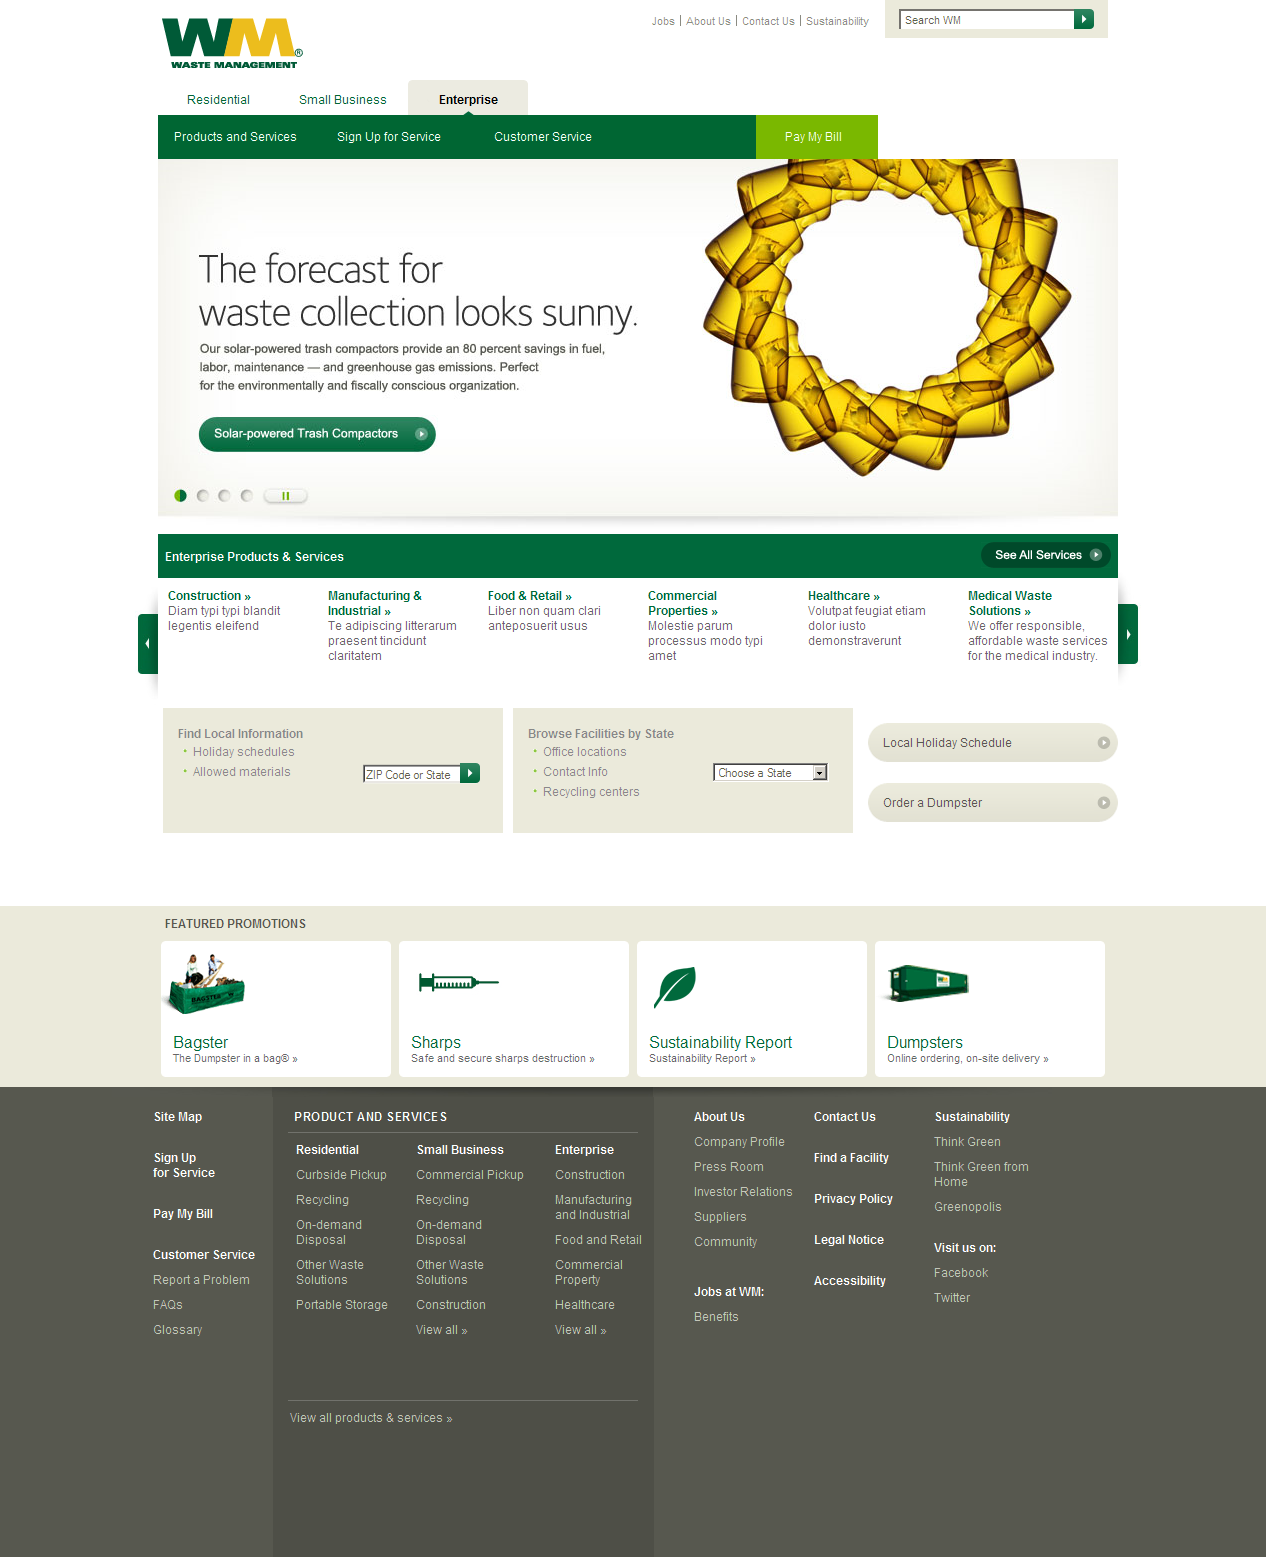 WM®
WASTE MANAGEMENT
Jobs | About Us | Contact Us | Sustainability
Search WM
Residential
Small Business
Enterprise
Products and Services
Sign Up for Service
Customer Service
Pay My Bill
The forecast for
waste collection looks sunny.
Our solar-powered trash compactors provide an 80 percent savings in fuel,
labor, maintenance — and greenhouse gas emissions. Perfect
for the environmentally and fiscally conscious organization.
Solar-powered Trash Compactors
Enterprise Products & Services
See All Services
Construction »
Diam typi typi blandit
legentis eleifend
Manufacturing &
Industrial »
Te adipiscing litterarum
praesent tincidunt
claritatem
Food & Retail »
Liber non quam clari
anteposuerit usus
Commercial
Properties »
Molestie parum
processus modo typi
amet
Healthcare »
Volutpat feugiat etiam
dolor iusto
demonstraverunt
Medical Waste
Solutions »
We offer responsible,
affordable waste services
for the medical industry.
Find Local Information
• Holiday schedules
• Allowed materials
ZIP Code or State
Browse Facilities by State
• Office locations
• Contact Info
• Recycling centers
Choose a State
Local Holiday Schedule
Order a Dumpster
FEATURED PROMOTIONS
BAGSTER
Bagster
The Dumpster in a bag® »
Sharps
Safe and secure sharps destruction »
Sustainability Report
Sustainability Report »
Dumpsters
Online ordering, on-site delivery »
Site Map
Sign Up
for Service
Pay My Bill
Customer Service
Report a Problem
FAQs
Glossary
PRODUCT AND SERVICES
Residential
Curbside Pickup
Recycling
On-demand
Disposal
Other Waste
Solutions
Portable Storage
Small Business
Commercial Pickup
Recycling
On-demand
Disposal
Other Waste
Solutions
Construction
View all »
Enterprise
Construction
Manufacturing
and Industrial
Food and Retail
Commercial
Property
Healthcare
View all »
View all products & services »
About Us
Company Profile
Press Room
Investor Relations
Suppliers
Community
Jobs at WM:
Benefits
Contact Us
Find a Facility
Privacy Policy
Legal Notice
Accessibility
Sustainability
Think Green
Think Green from
Home
Greenopolis
Visit us on:
Facebook
Twitter